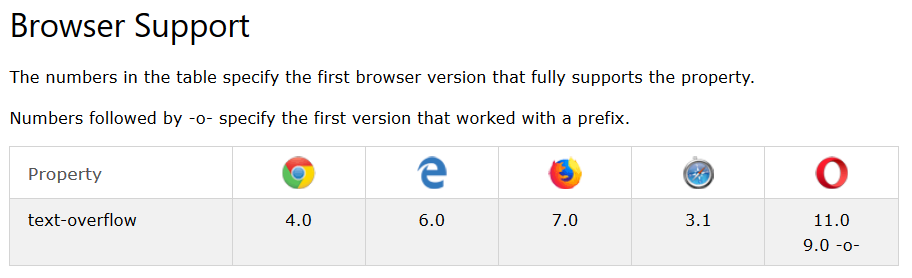 Browser Support
The numbers in the table specify the first browser version that fully supports the property.
Numbers followed by -o- specify the first version that worked with a prefix.
Property
text-overflow 4.0 6.0 7.0 3.1 11.0
9.0 -o-